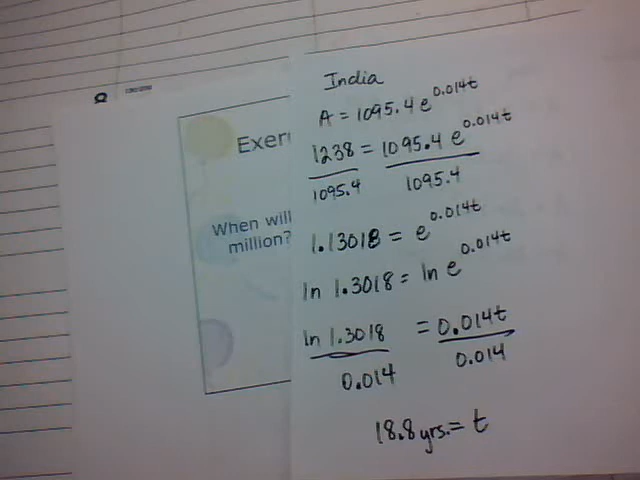 India
A = 1095.4 e^0.014t
1238 = 1095.4 e^0.014t
1095.4 1095.4
1.13018 = e^0.014t
ln 1.3018 = ln e^0.014t
ln 1.3018 = 0.014t
0.014 0.014
18.8 yrs. = t
Exer
When will
million?